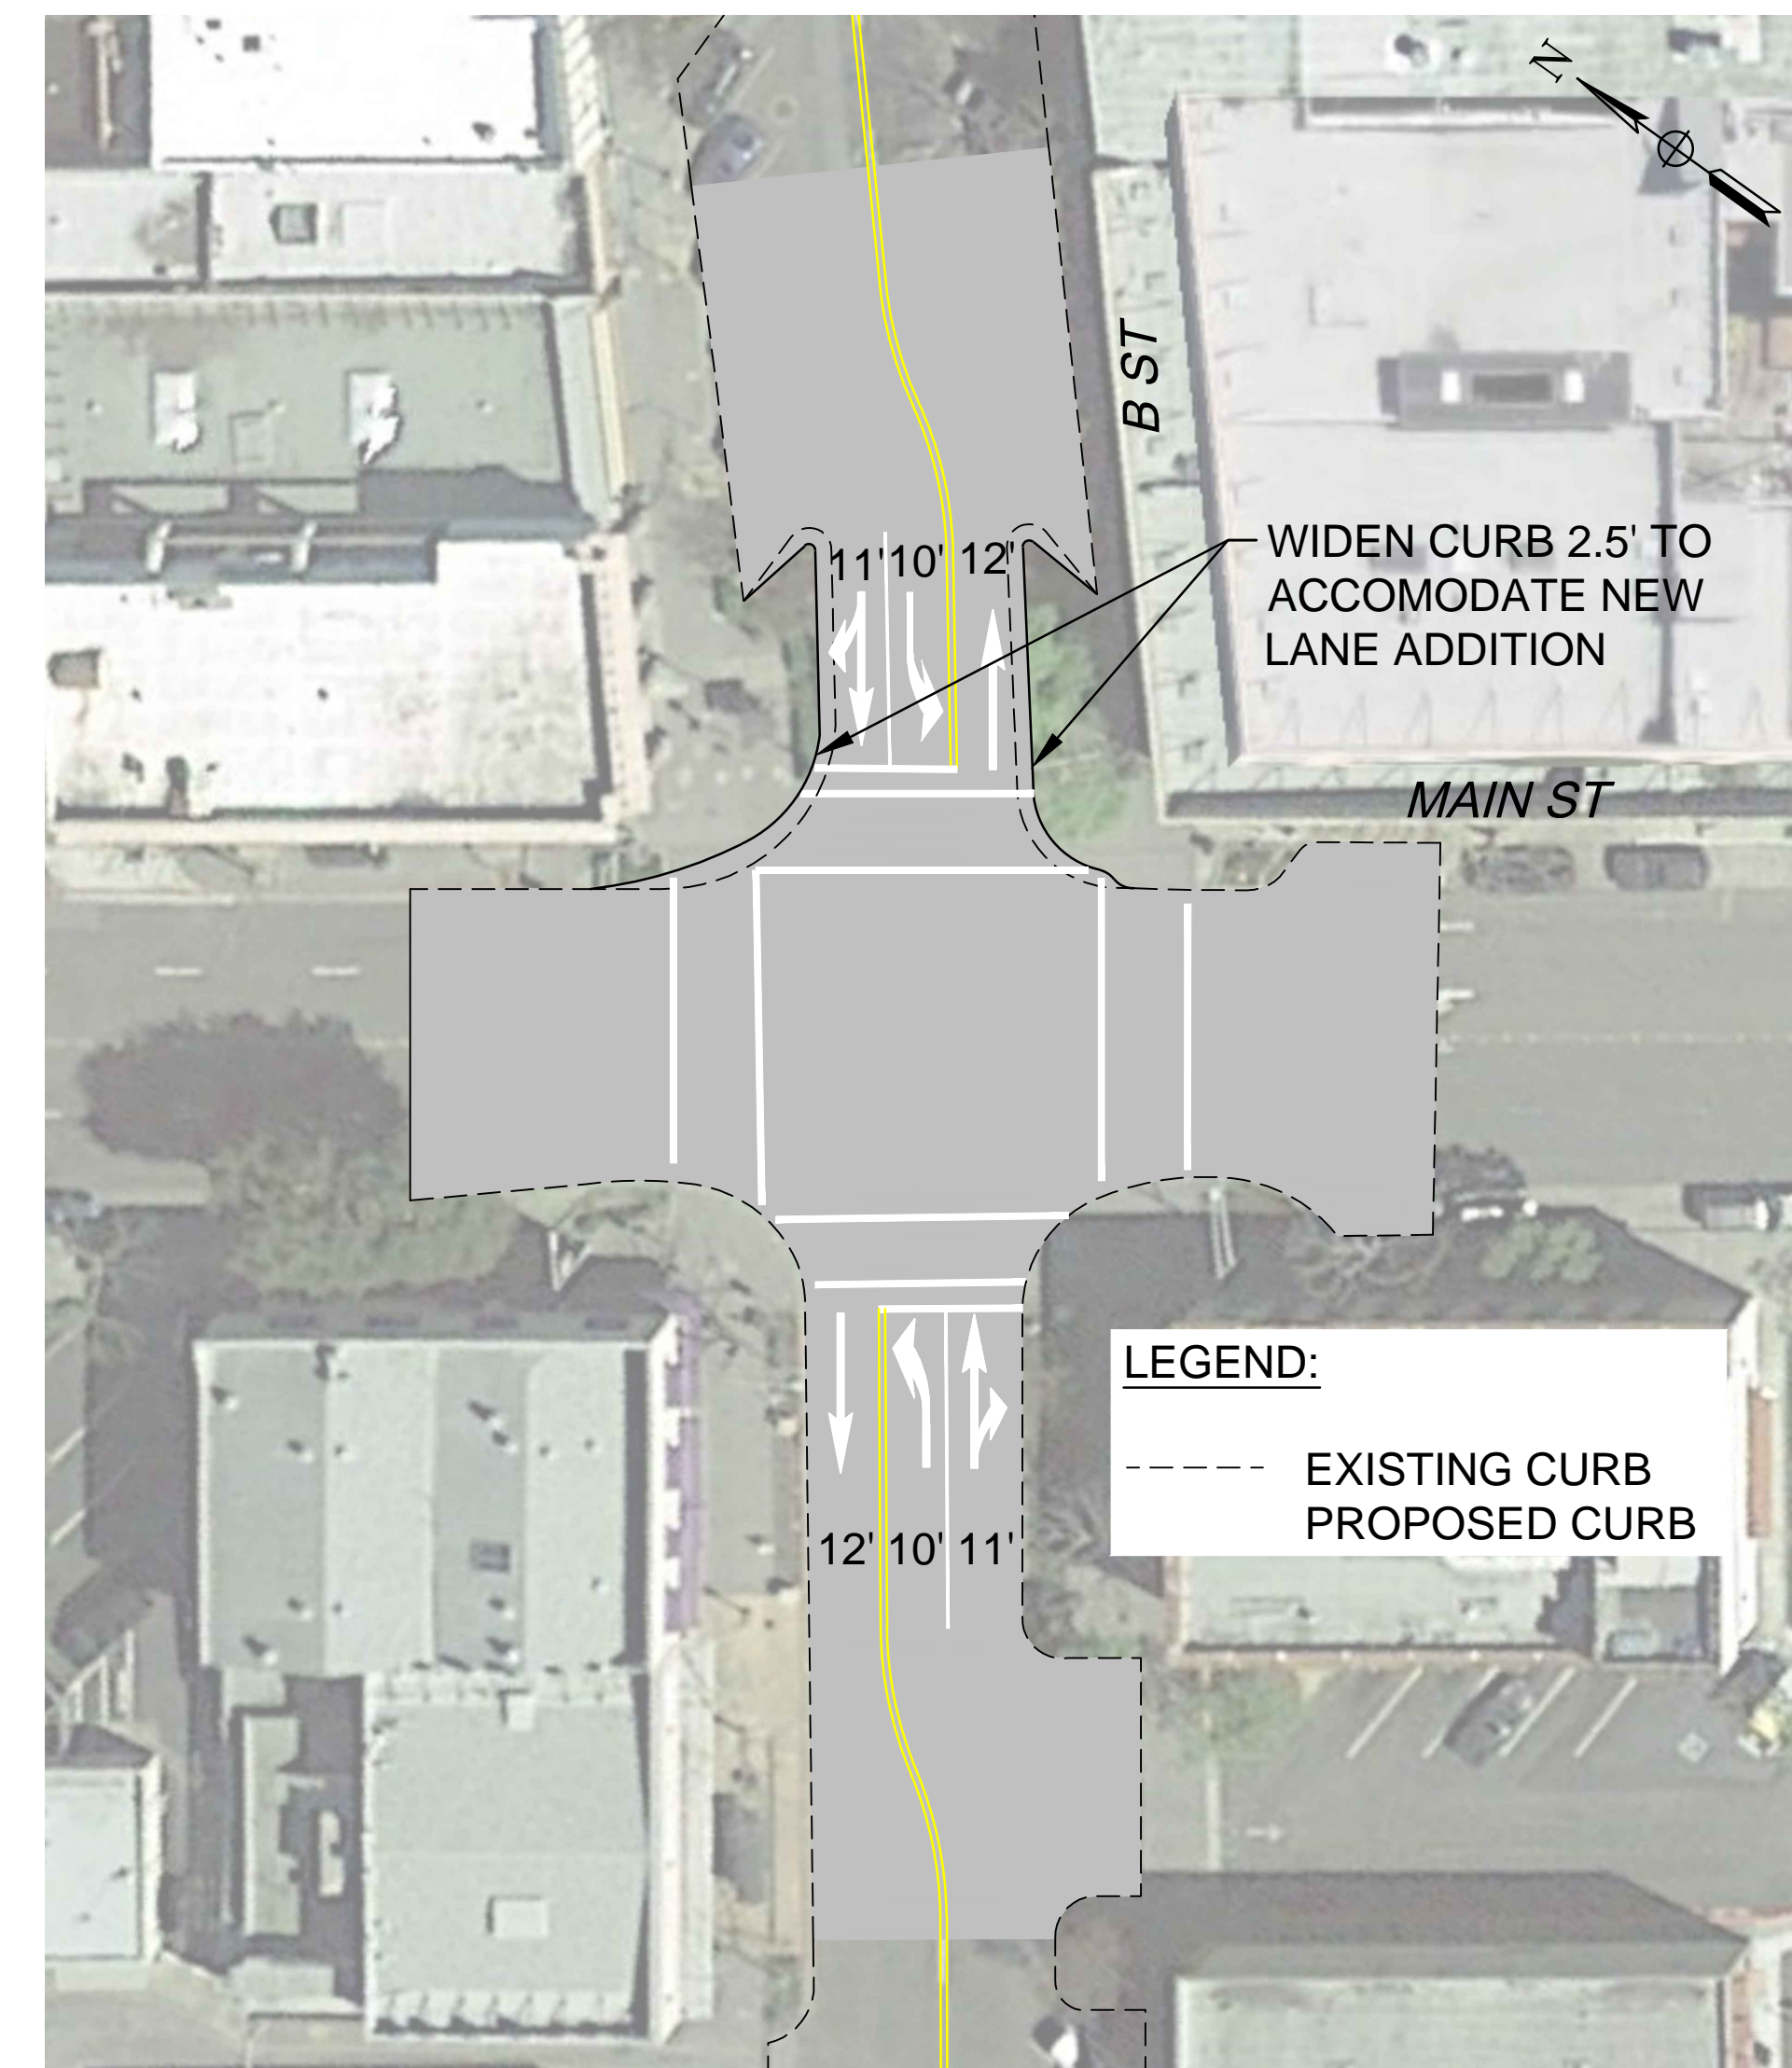 N
B ST
11' 10' 12'
WIDEN CURB 2.5' TO
ACCOMODATE NEW
LANE ADDITION
MAIN ST
LEGEND:
EXISTING CURB
PROPOSED CURB
12' 10' 11'